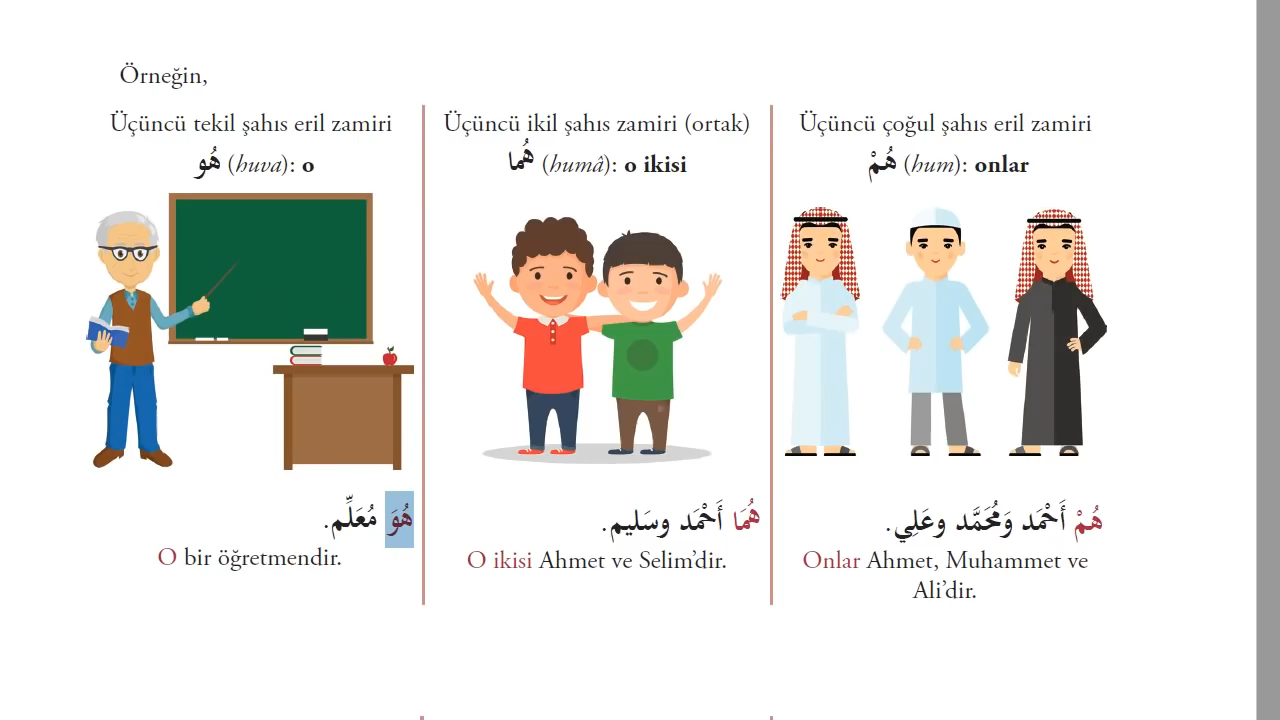 Örneğin,
Üçüncü tekil şahıs eril zamiri
هُو (huva): o
هُوَ مُعَلِّم.
O bir öğretmendir.
Üçüncü ikil şahıs zamiri (ortak)
هُما (humâ): o ikisi
هُمَا أَحْمَد وسَليم.
O ikisi Ahmet ve Selim’dir.
Üçüncü çoğul şahıs eril zamiri
هُمْ (hum): onlar
هُمْ أَحْمَد وَمُحَمَّد وعَلِي.
Onlar Ahmet, Muhammet ve
Ali’dir.